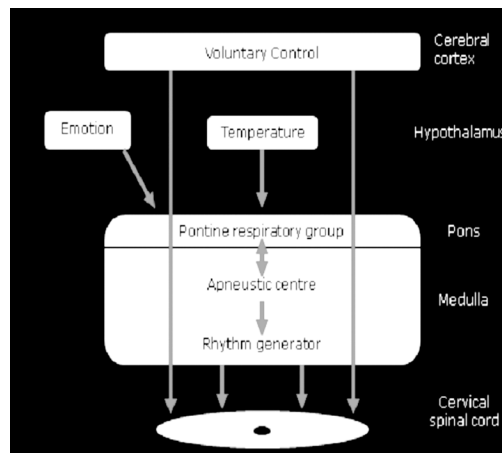 Voluntary Control
Cerebral
cortex
Emotion
Temperature
Hypothalamus
Pontine respiratory group
Pons
Apneustic centre
Medulla
Rhythm generator
Cervical
spinal cord